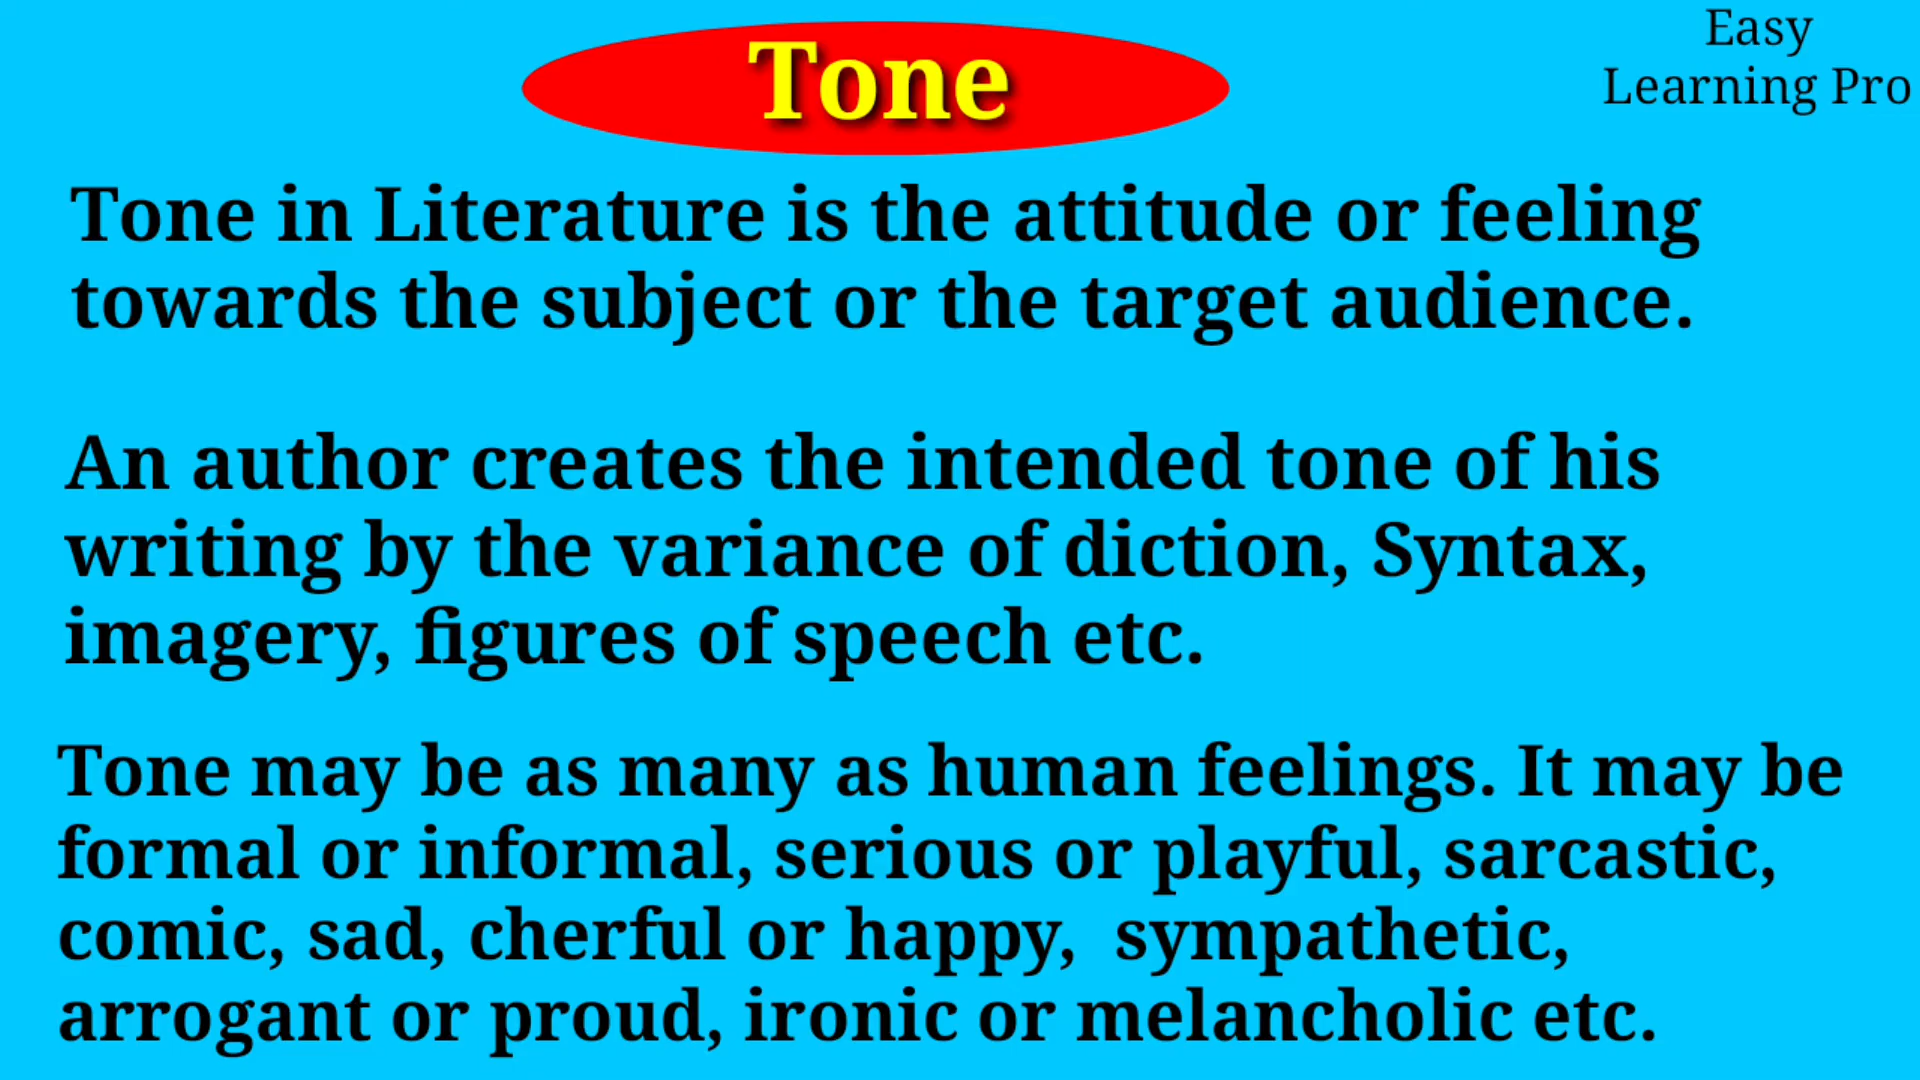 Tone
Easy
Learning Pro
Tone in Literature is the attitude or feeling
towards the subject or the target audience.
An author creates the intended tone of his
writing by the variance of diction, Syntax,
imagery, figures of speech etc.
Tone may be as many as human feelings. It may be
formal or informal, serious or playful, sarcastic,
comic, sad, cherful or happy,  sympathetic,
arrogant or proud, ironic or melancholic etc.